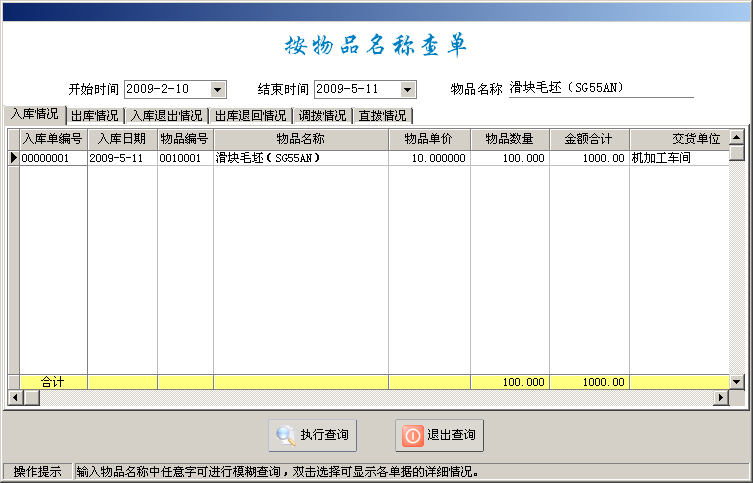 按物品名称查单
开始时间 2009-2-10 结束时间 2009-5-11 物品名称 滑块毛坯（SG55AN）
入库情况 出库情况 入库退出情况 出库退回情况 调拨情况 直拨情况
入库单编号 入库日期 物品编号 物品名称 物品单价 物品数量 金额合计 交货单位
00000001 2009-5-11 0010001 滑块毛坯（SG55AN） 10.000000 100.000 1000.00 机加工车间
合计 100.000 1000.00
执行查询 退出查询
操作提示 输入物品名称中任意字可进行模糊查询，双击选择可显示各单据的详细情况。